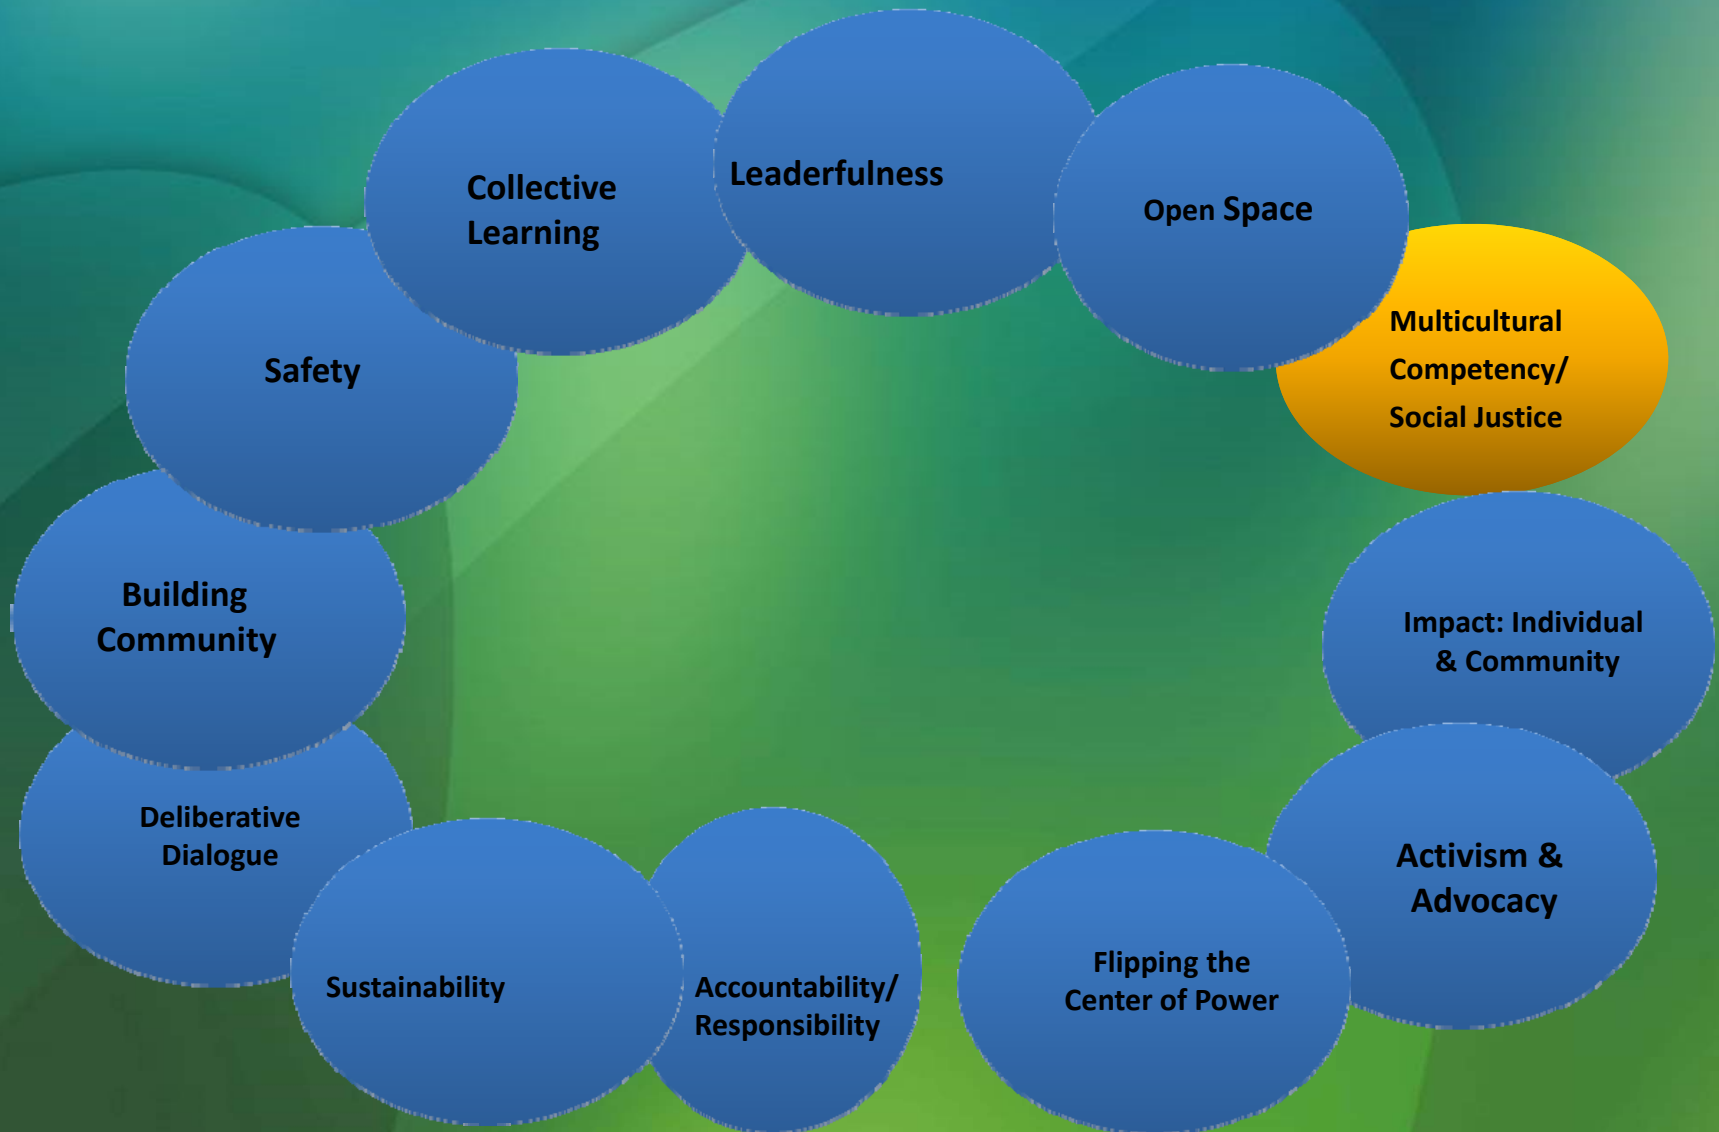 Collective
Learning
Leaderfulness
Open Space
Multicultural
Competency/
Social Justice
Safety
Building
Community
Impact: Individual
& Community
Deliberative
Dialogue
Activism &
Advocacy
Sustainability
Accountability/
Responsibility
Flipping the
Center of Power